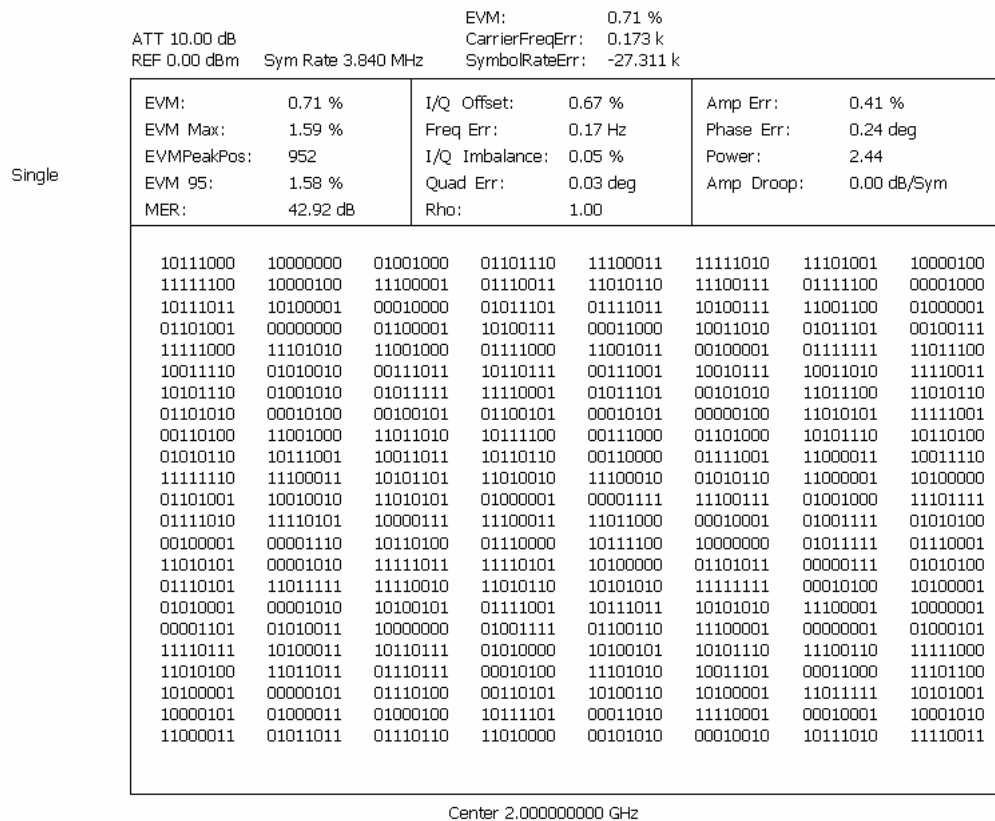 EVM: 0.71 %
ATT 10.00 dB CarrierFreqErr: 0.173 k
REF 0.00 dBm Sym Rate 3.840 MHz SymbolRateErr: -27.311 k
EVM: 0.71 % I/Q Offset: 0.67 % Amp Err: 0.41 %
EVM Max: 1.59 % Freq Err: 0.17 Hz Phase Err: 0.24 deg
EVMPeakPos: 952 I/Q Imbalance: 0.05 % Power: 2.44
Single
EVM 95: 1.58 % Quad Err: 0.03 deg Amp Droop: 0.00 dB/Sym
MER: 42.92 dB Rho: 1.00
10111000 10000000 01001000 01101110 11100011 11111010 11101001 10000100
11111100 10000100 11100001 01110011 11010110 11100111 01111100 00001000
10111011 10100001 00010000 01011101 01111011 10100111 11001100 01000001
01101001 00000000 01100001 10100111 00011000 10011010 01011101 00100111
11111000 11101010 11001000 01111000 11001011 00100001 01111111 11011100
10011110 01010010 00111011 10110111 00111001 10010111 10011010 11110011
10101110 01001010 01011111 11110001 01011101 00101010 11011100 11010110
01101010 00010100 00100101 01100101 00010101 00000100 11010101 11111001
00110100 11001000 11011010 10111100 00111000 01101000 10101110 10110100
01010110 10111001 10011011 10110110 00110000 01111001 11000011 10011110
11111110 11100011 10101101 11010010 11100010 01010110 11000001 10100000
01101001 10010010 11010101 01000001 00001111 11100111 01001000 11101111
01111010 11110101 10000111 11100011 11011000 00010001 01001111 01010100
00100001 00001110 10110100 01110000 10111100 10000000 01011111 01110001
11010101 00001010 11111011 11110101 10100000 01101011 00000111 01010100
01110101 11011111 11110010 11010110 10101010 11111111 00010100 10100001
01010001 00001010 10100101 01111001 10111011 10101010 11100001 10000001
00001101 01010011 10000000 01001111 01100110 11100001 00000001 01000101
11110111 10100011 10110111 01010000 10100101 10101110 11100110 11111000
11010100 11011011 01110111 00010100 11101010 10011101 00011000 11101100
10100001 00000101 01110100 00110101 10100110 10100001 11011111 10101001
10000101 01000011 01000100 10111101 00011010 11110001 00010001 10001010
11000011 01011011 01110110 11010000 00101010 00010010 10111010 11110011
Center 2.000000000 GHz